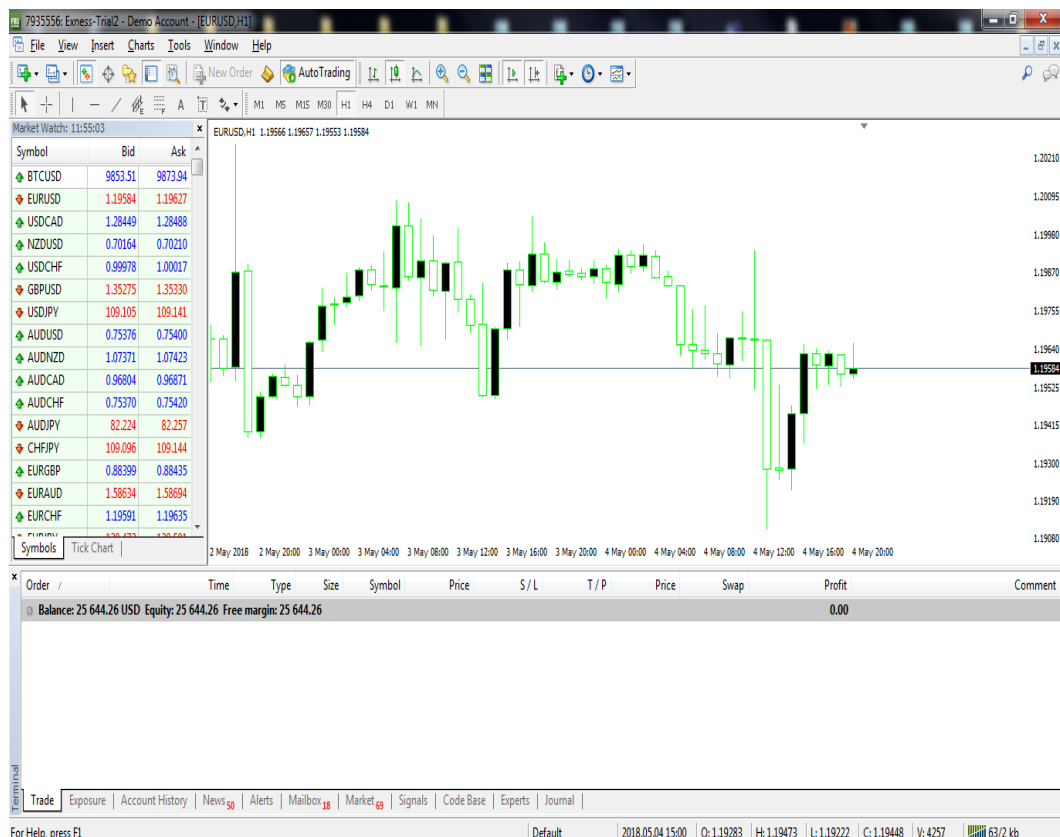 FBS 7935556: Exness-Trial2 - Demo Account - [EURUSD,H1]
File View Insert Charts Tools Window Help
New Order AutoTrading
E F A T M1 M5 M15 M30 H1 H4 D1 W1 MN
Market Watch: 11:55:03
Symbol Bid Ask
BTCUSD 9853.51 9873.94
EURUSD 1.19584 1.19627
USDCAD 1.28449 1.28488
NZDUSD 0.70164 0.70210
USDCHF 0.99978 1.00017
GBPUSD 1.35275 1.35330
USDJPY 109.105 109.141
AUDUSD 0.75376 0.75400
AUDNZD 1.07371 1.07423
AUDCAD 0.96804 0.96871
AUDCHF 0.75370 0.75420
AUDJPY 82.224 82.257
CHFJPY 109.096 109.144
EURGBP 0.88399 0.88435
EURAUD 1.58634 1.58694
EURCHF 1.19591 1.19635
Symbols Tick Chart
EURUSD,H1 1.19566 1.19657 1.19553 1.19584
1.20210
1.20095
1.19980
1.19870
1.19755
1.19640
1.19584
1.19525
1.19415
1.19300
1.19190
1.19080
2 May 2018 2 May 20:00 3 May 00:00 3 May 04:00 3 May 08:00 3 May 12:00 3 May 16:00 3 May 20:00 4 May 00:00 4 May 04:00 4 May 08:00 4 May 12:00 4 May 16:00 4 May 20:00
Order / Time Type Size Symbol Price S / L T / P Price Swap Profit Comment
Balance: 25 644.26 USD Equity: 25 644.26 Free margin: 25 644.26 0.00
Terminal
Trade Exposure Account History News 50 Alerts Mailbox 18 Market 69 Signals Code Base Experts Journal
For Help, press F1 Default 2018.05.04 15:00 O: 1.19283 H: 1.19473 L: 1.19222 C: 1.19448 V: 4257 63/2 kb